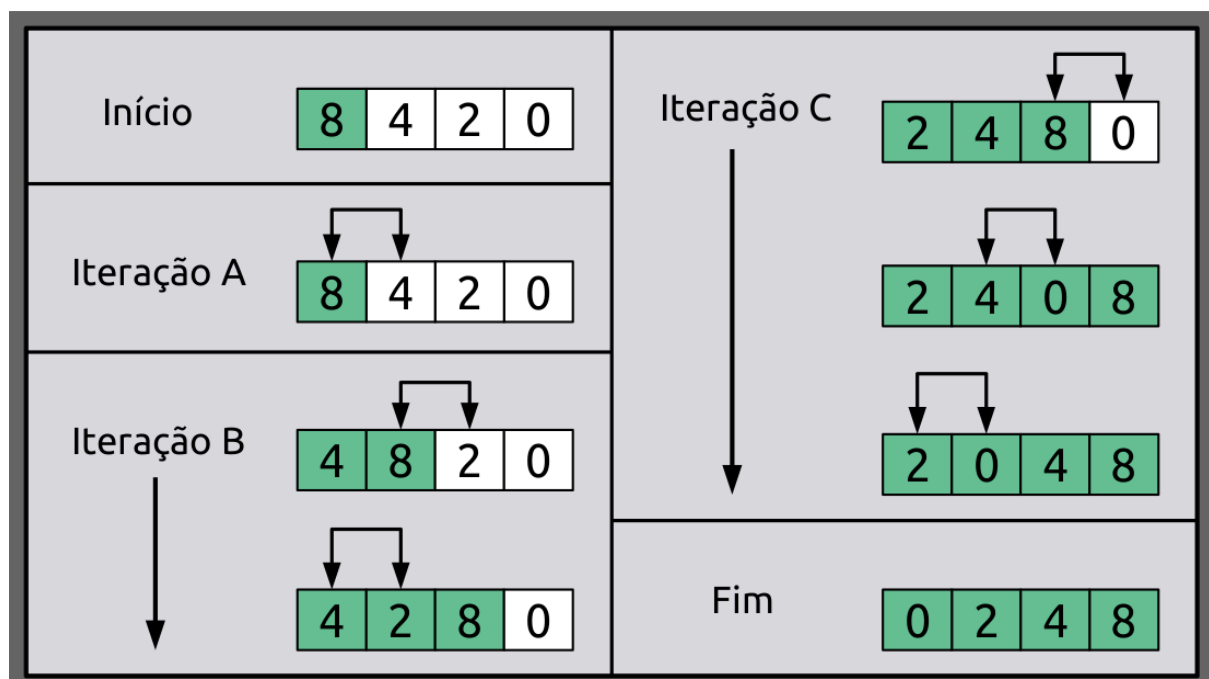 Início
8 4 2 0
Iteração A
8 4 2 0
Iteração B
4 8 2 0
4 2 8 0
Iteração C
2 4 8 0
2 4 0 8
2 0 4 8
Fim
0 2 4 8